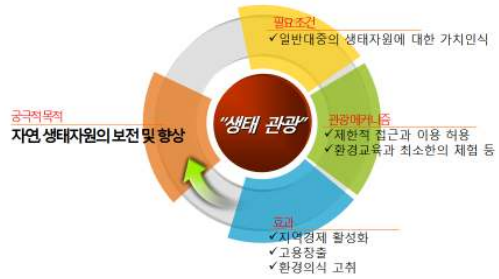 필요조건
✓일반대중의 생태자원에 대한 가치인식
"생태 관광"
관광메커니즘
✓제한적 접근과 이용 허용
✓환경교육과 최소한의 체험 등
궁극적 목적
자연, 생태자원의 보전 및 향상
효과
✓지역경제 활성화
✓고용창출
✓환경의식 고취